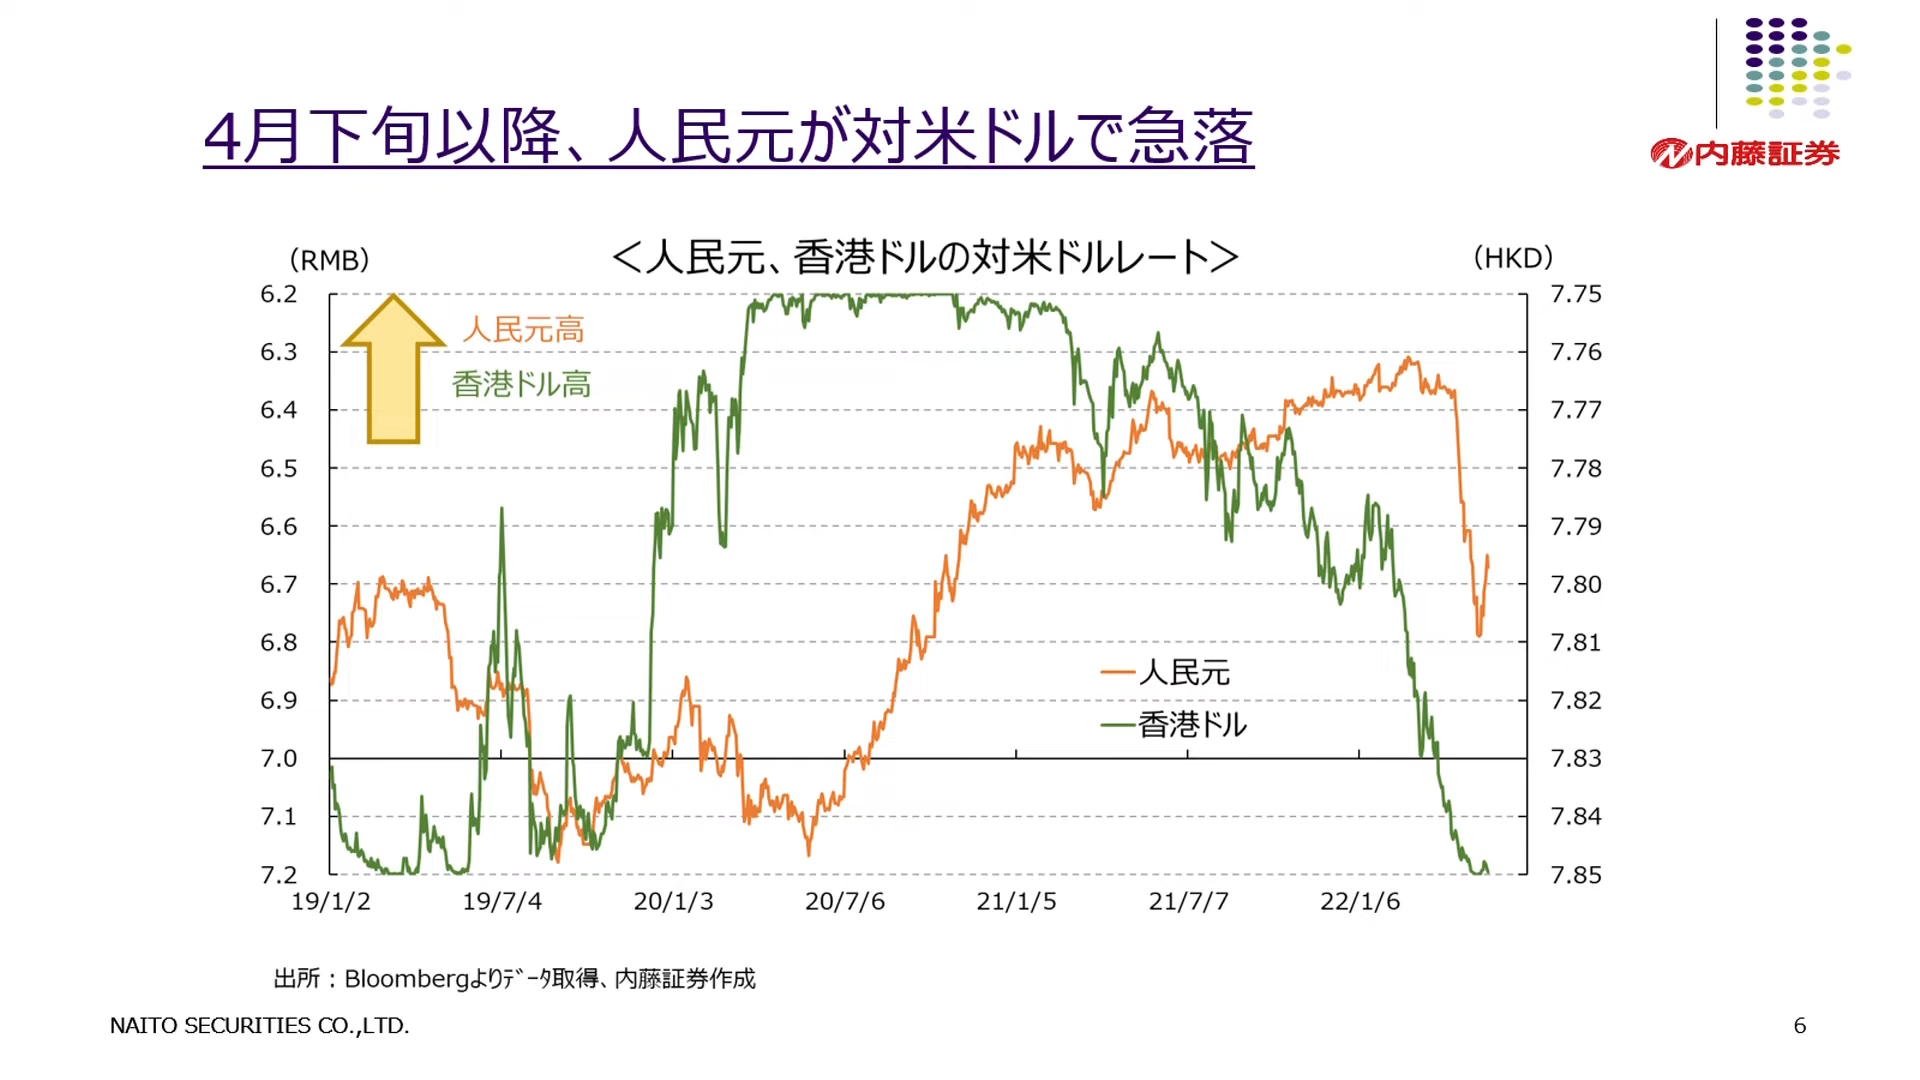 内藤証券
4月下旬以降、人民元が対米ドルで急落
＜人民元、香港ドルの対米ドルレート＞
（RMB）
（HKD）
人民元高
香港ドル高
6.2
6.3
6.4
6.5
6.6
6.7
6.8
6.9
7.0
7.1
7.2
7.75
7.76
7.77
7.78
7.79
7.80
7.81
7.82
7.83
7.84
7.85
人民元
香港ドル
19/1/2 19/7/4 20/1/3 20/7/6 21/1/5 21/7/7 22/1/6
出所：Bloombergよりﾃﾞｰﾀ取得、内藤証券作成
NAITO SECURITIES CO.,LTD.
6